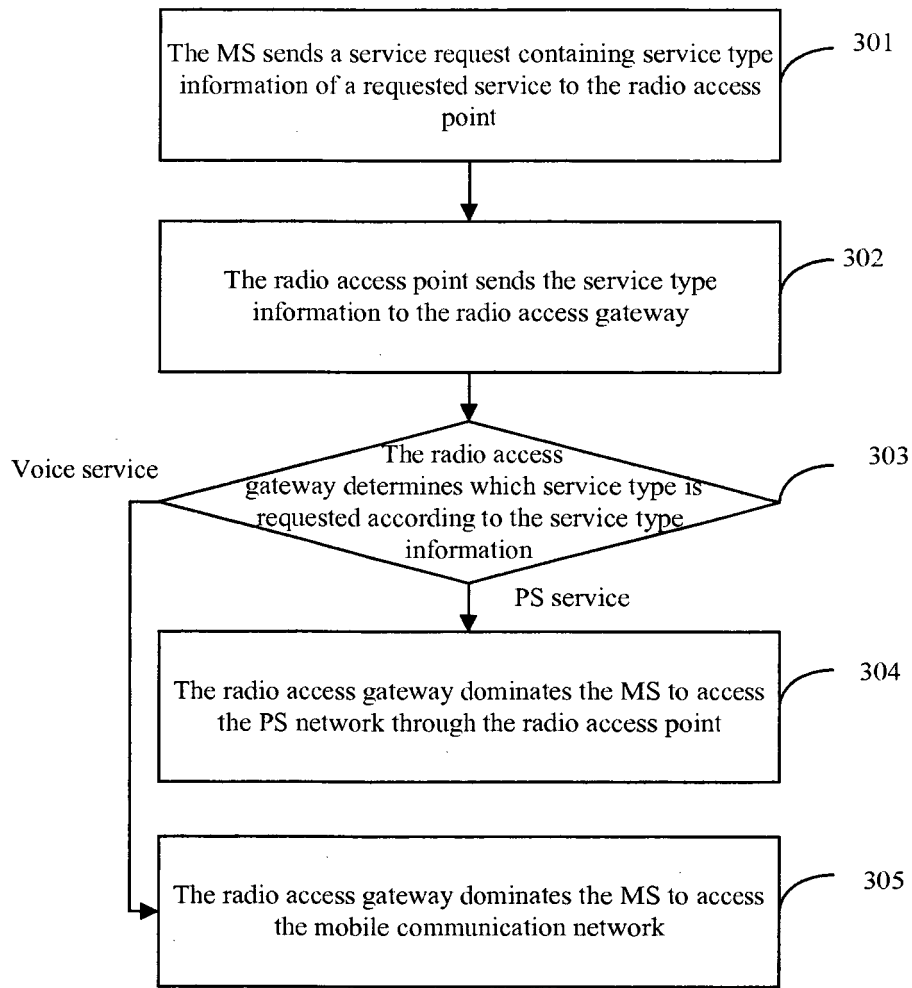 The MS sends a service request containing service type
information of a requested service to the radio access
point
301
The radio access point sends the service type
information to the radio access gateway
302
Voice service
The radio access
gateway determines which service type is
requested according to the service type
information
303
PS service
The radio access gateway dominates the MS to access
the PS network through the radio access point
304
The radio access gateway dominates the MS to access
the mobile communication network
305